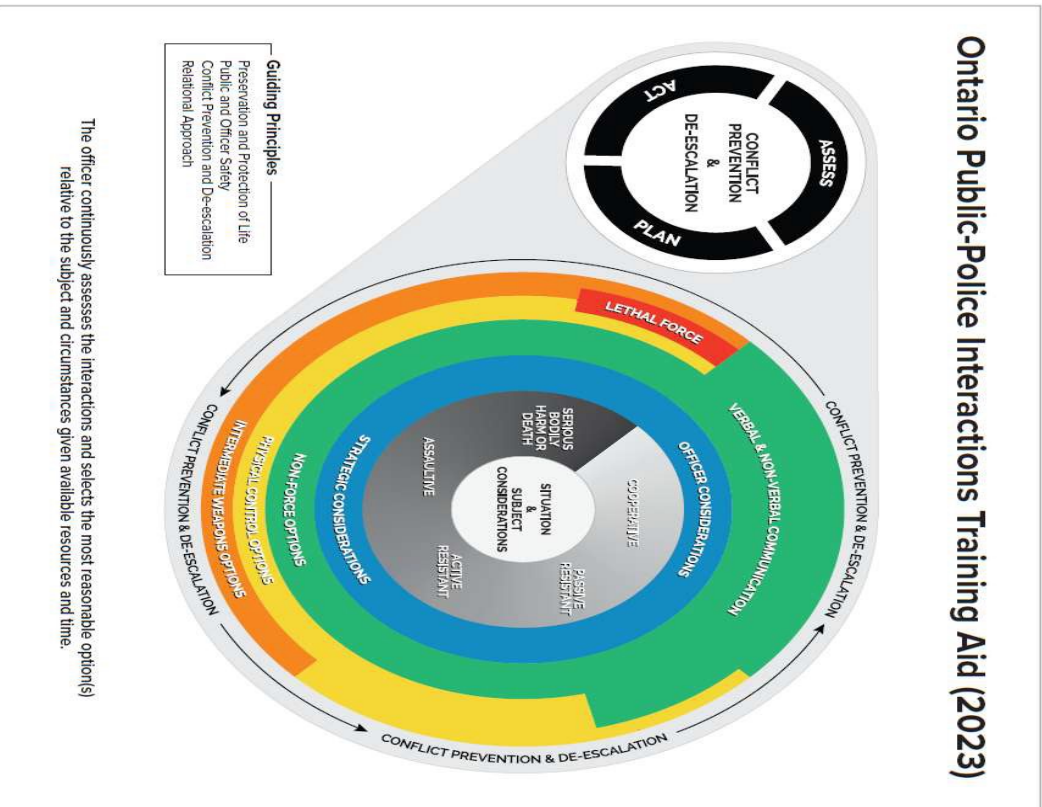 Ontario Public-Police Interactions Training Aid (2023)
ASSESS
PLAN
ACT
CONFLICT
PREVENTION
&
DE-ESCALATION
CONFLICT PREVENTION & DE-ESCALATION
CONFLICT PREVENTION & DE-ESCALATION
CONFLICT PREVENTION & DE-ESCALATION
VERBAL & NON-VERBAL COMMUNICATION
OFFICER CONSIDERATIONS
LETHAL FORCE
COOPERATIVE
SERIOUS
BODILY
HARM OR
DEATH
PASSIVE
RESISTANT
SITUATION
&
SUBJECT
CONSIDERATIONS
ASSAULTIVE
ACTIVE
RESISTANT
STRATEGIC CONSIDERATIONS
NON-FORCE OPTIONS
PHYSICAL CONTROL OPTIONS
INTERMEDIATE WEAPONS OPTIONS
Guiding Principles
Preservation and Protection of Life
Public and Officer Safety
Conflict Prevention and De-escalation
Relational Approach
The officer continuously assesses the interactions and selects the most reasonable option(s)
relative to the subject and circumstances given available resources and time.